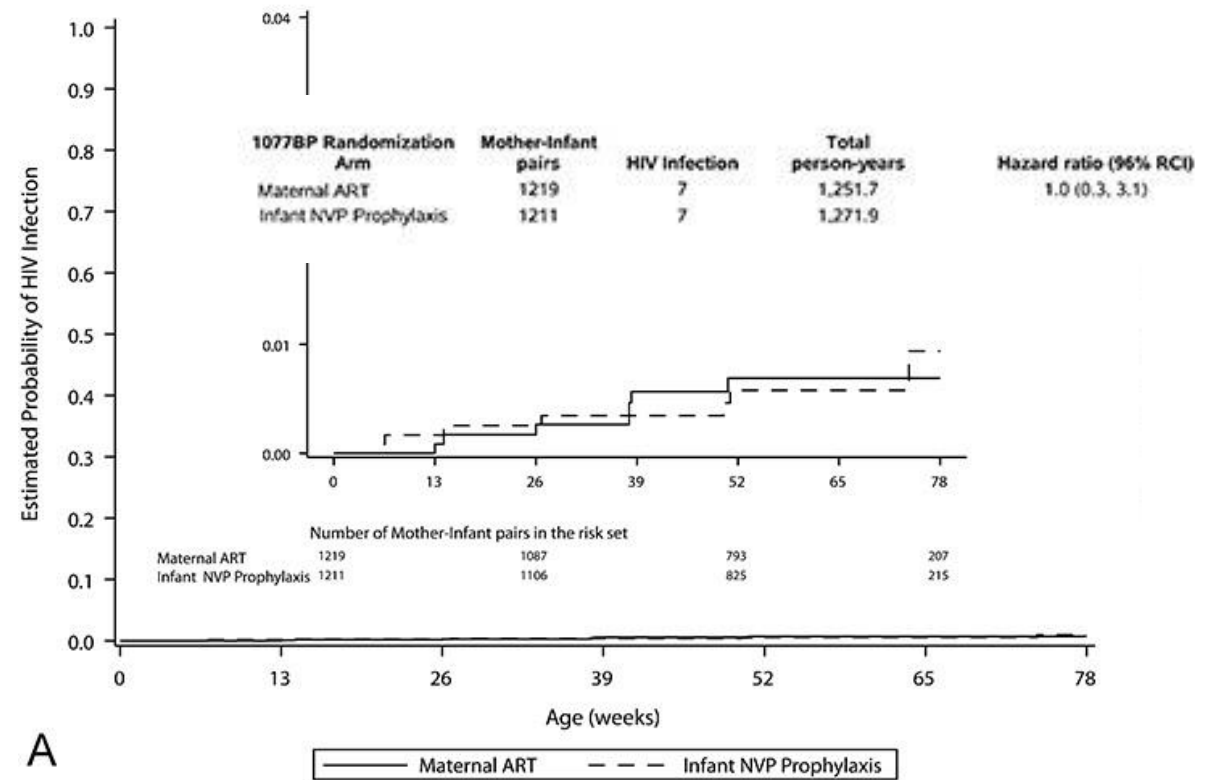 Estimated Probability of HIV Infection
1.0
0.9
0.8
0.7
0.6
0.5
0.4
0.3
0.2
0.1
0.0
0.04
1077BP Randomization Arm Mother-Infant pairs HIV Infection Total person-years Hazard ratio (96% RCI)
Maternal ART 1219 7 1,251.7 1.0 (0.3, 3.1)
Infant NVP Prophylaxis 1211 7 1,271.9
0.01
0.00
0 13 26 39 52 65 78
Number of Mother-Infant pairs in the risk set
Maternal ART 1219 1087 793 207
Infant NVP Prophylaxis 1211 1106 825 215
0 13 26 39 52 65 78
Age (weeks)
A
Maternal ART Infant NVP Prophylaxis